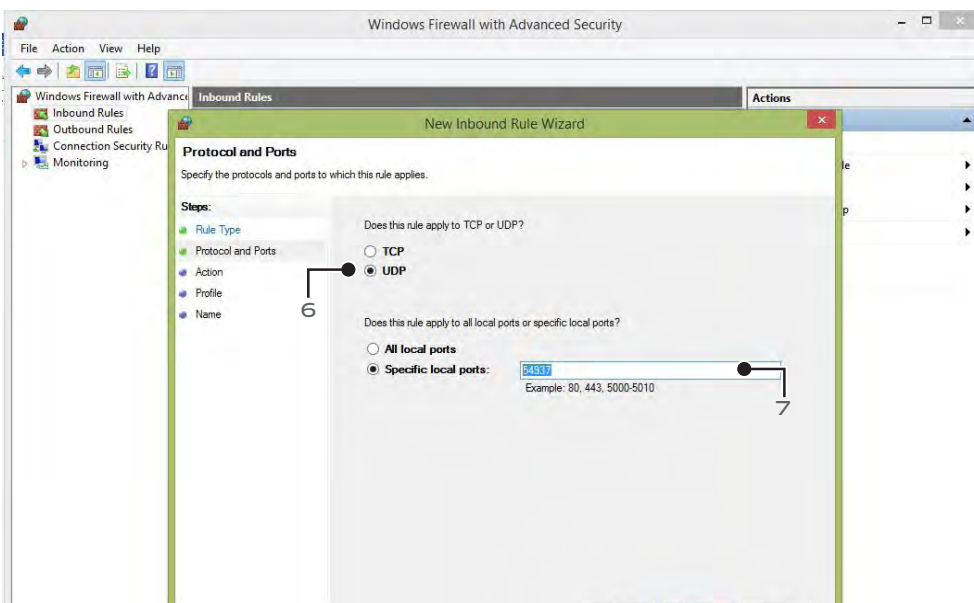 Windows Firewall with Advanced Security
File Action View Help
Windows Firewall with Advance
Inbound Rules
Actions
Inbound Rules
Outbound Rules
Connection Security Ru
Monitoring
le
p
New Inbound Rule Wizard
Protocol and Ports
Specify the protocols and ports to which this rule applies.
Steps:
Rule Type
Protocol and Ports
Action
Profile
Name
Does this rule apply to TCP or UDP?
TCP
UDP
6
Does this rule apply to all local ports or specific local ports?
All local ports
Specific local ports: 54937
Example: 80, 443, 5000-5010
7